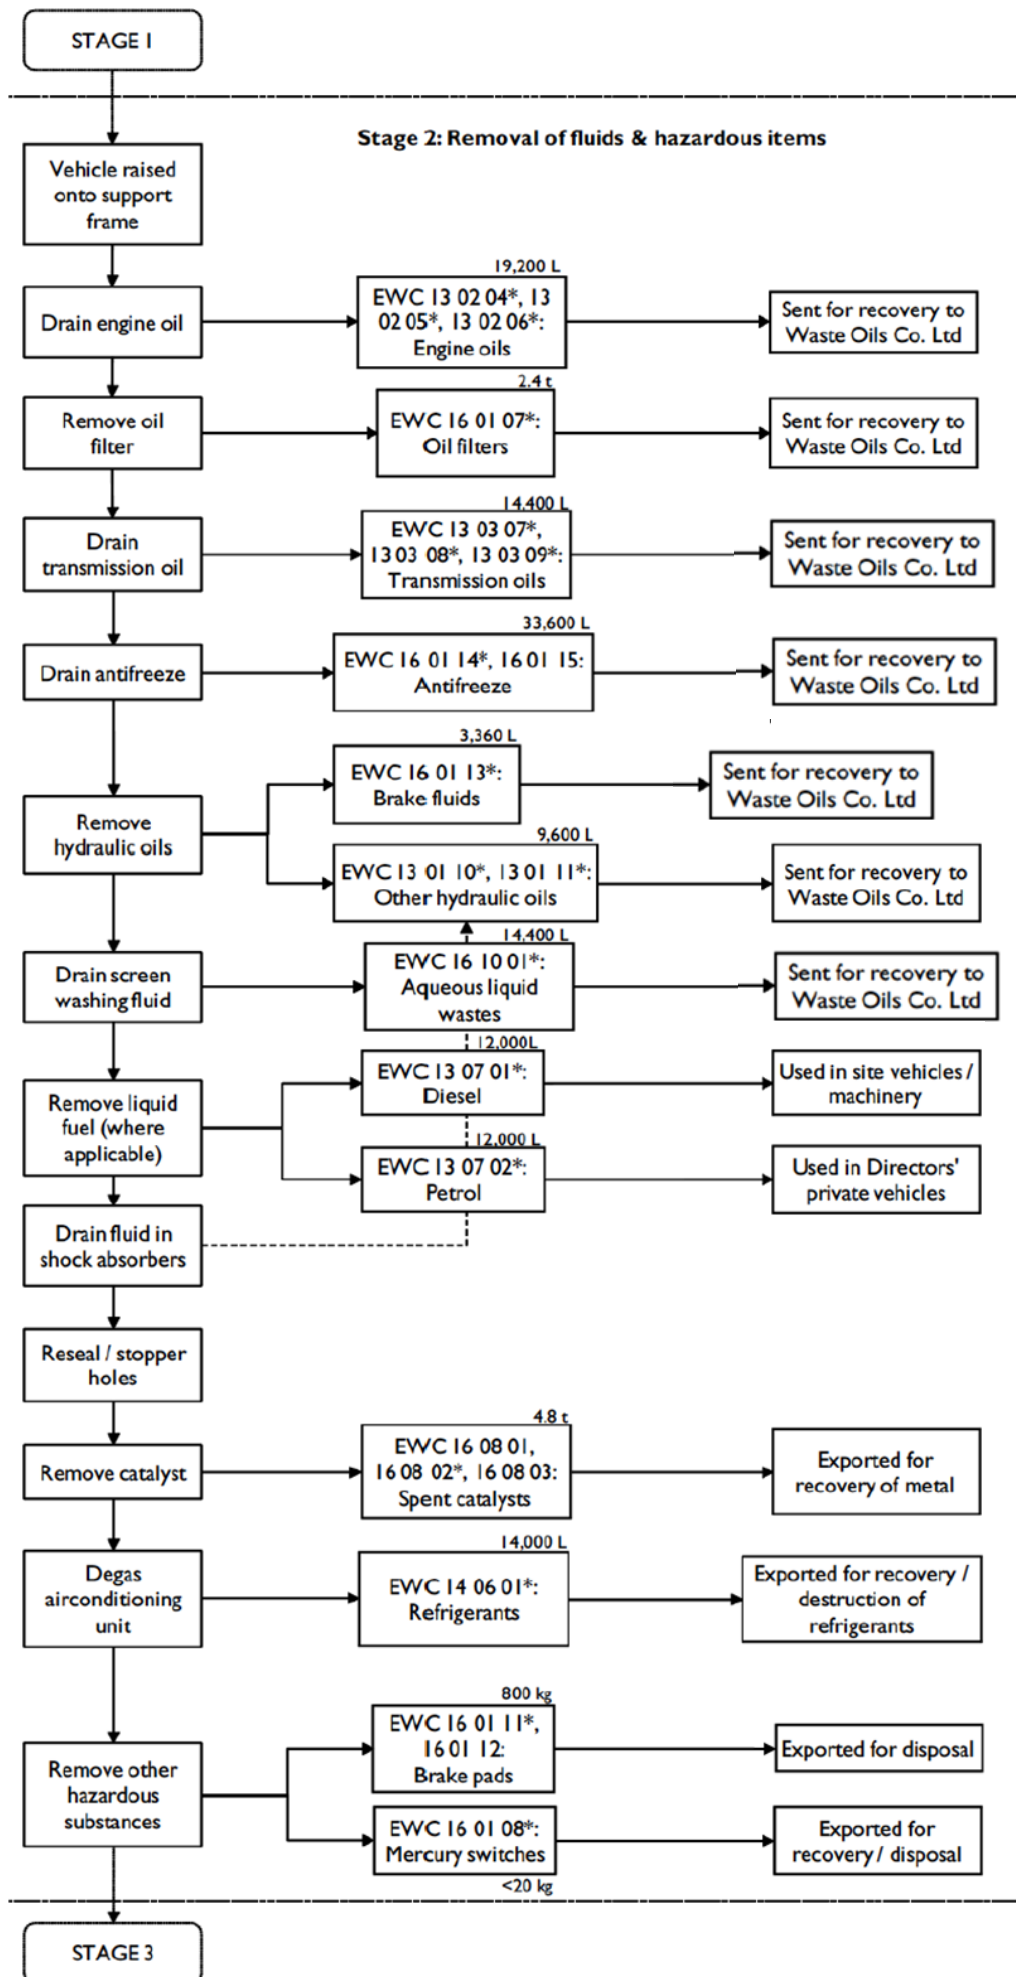 STAGE 1
Stage 2: Removal of fluids & hazardous items
Vehicle raised
onto support
frame
Drain engine oil
19,200 L
EWC 13 02 04*, 13
02 05*, 13 02 06*:
Engine oils
Sent for recovery to
Waste Oils Co. Ltd
Remove oil
filter
2.4 t
EWC 16 01 07*:
Oil filters
Sent for recovery to
Waste Oils Co. Ltd
Drain
transmission oil
14,400 L
EWC 13 03 07*,
13 03 08*, 13 03 09*:
Transmission oils
Sent for recovery to
Waste Oils Co. Ltd
Drain antifreeze
33,600 L
EWC 16 01 14*, 16 01 15:
Antifreeze
Sent for recovery to
Waste Oils Co. Ltd
Remove
hydraulic oils
3,360 L
EWC 16 01 13*:
Brake fluids
Sent for recovery to
Waste Oils Co. Ltd
9,600 L
EWC 13 01 10*, 13 01 11*:
Other hydraulic oils
Sent for recovery to
Waste Oils Co. Ltd
Drain screen
washing fluid
14,400 L
EWC 16 10 01*:
Aqueous liquid
wastes
Sent for recovery to
Waste Oils Co. Ltd
Remove liquid
fuel (where
applicable)
12,000L
EWC 13 07 01*:
Diesel
Used in site vehicles /
machinery
12,000 L
EWC 13 07 02*:
Petrol
Used in Directors'
private vehicles
Drain fluid in
shock absorbers
Reseal / stopper
holes
Remove catalyst
4.8 t
EWC 16 08 01,
16 08 02*, 16 08 03:
Spent catalysts
Exported for
recovery of metal
Degas
airconditioning
unit
14,000 L
EWC 14 06 01*:
Refrigerants
Exported for recovery /
destruction of
refrigerants
Remove other
hazardous
substances
800 kg
EWC 16 01 11*,
16 01 12:
Brake pads
Exported for disposal
EWC 16 01 08*:
Mercury switches
<20 kg
Exported for
recovery / disposal
STAGE 3